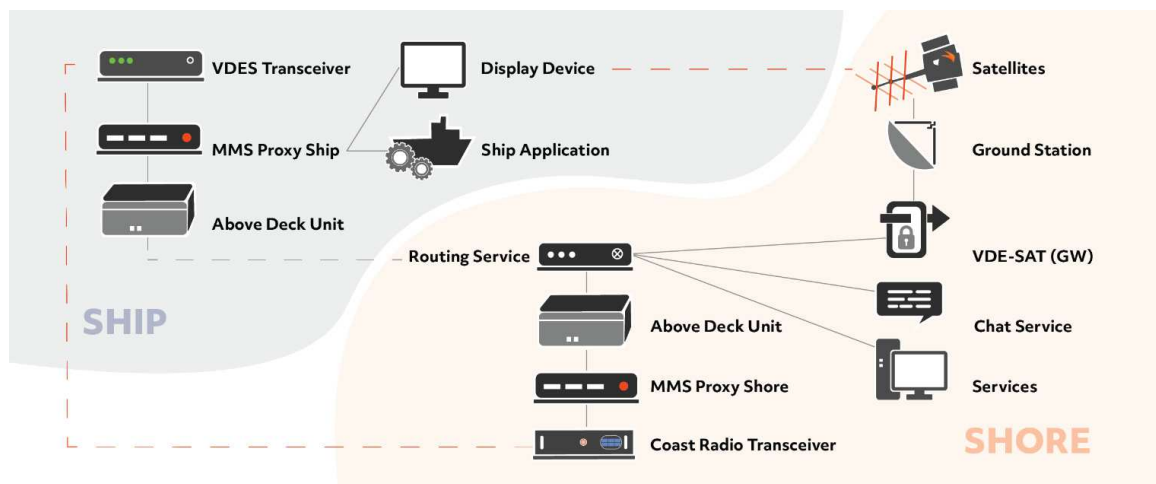 VDES Transceiver
Display Device
Satellites
MMS Proxy Ship
Ship Application
Ground Station
Above Deck Unit
Routing Service
VDE-SAT (GW)
SHIP
Above Deck Unit
Chat Service
MMS Proxy Shore
Services
Coast Radio Transceiver
SHORE